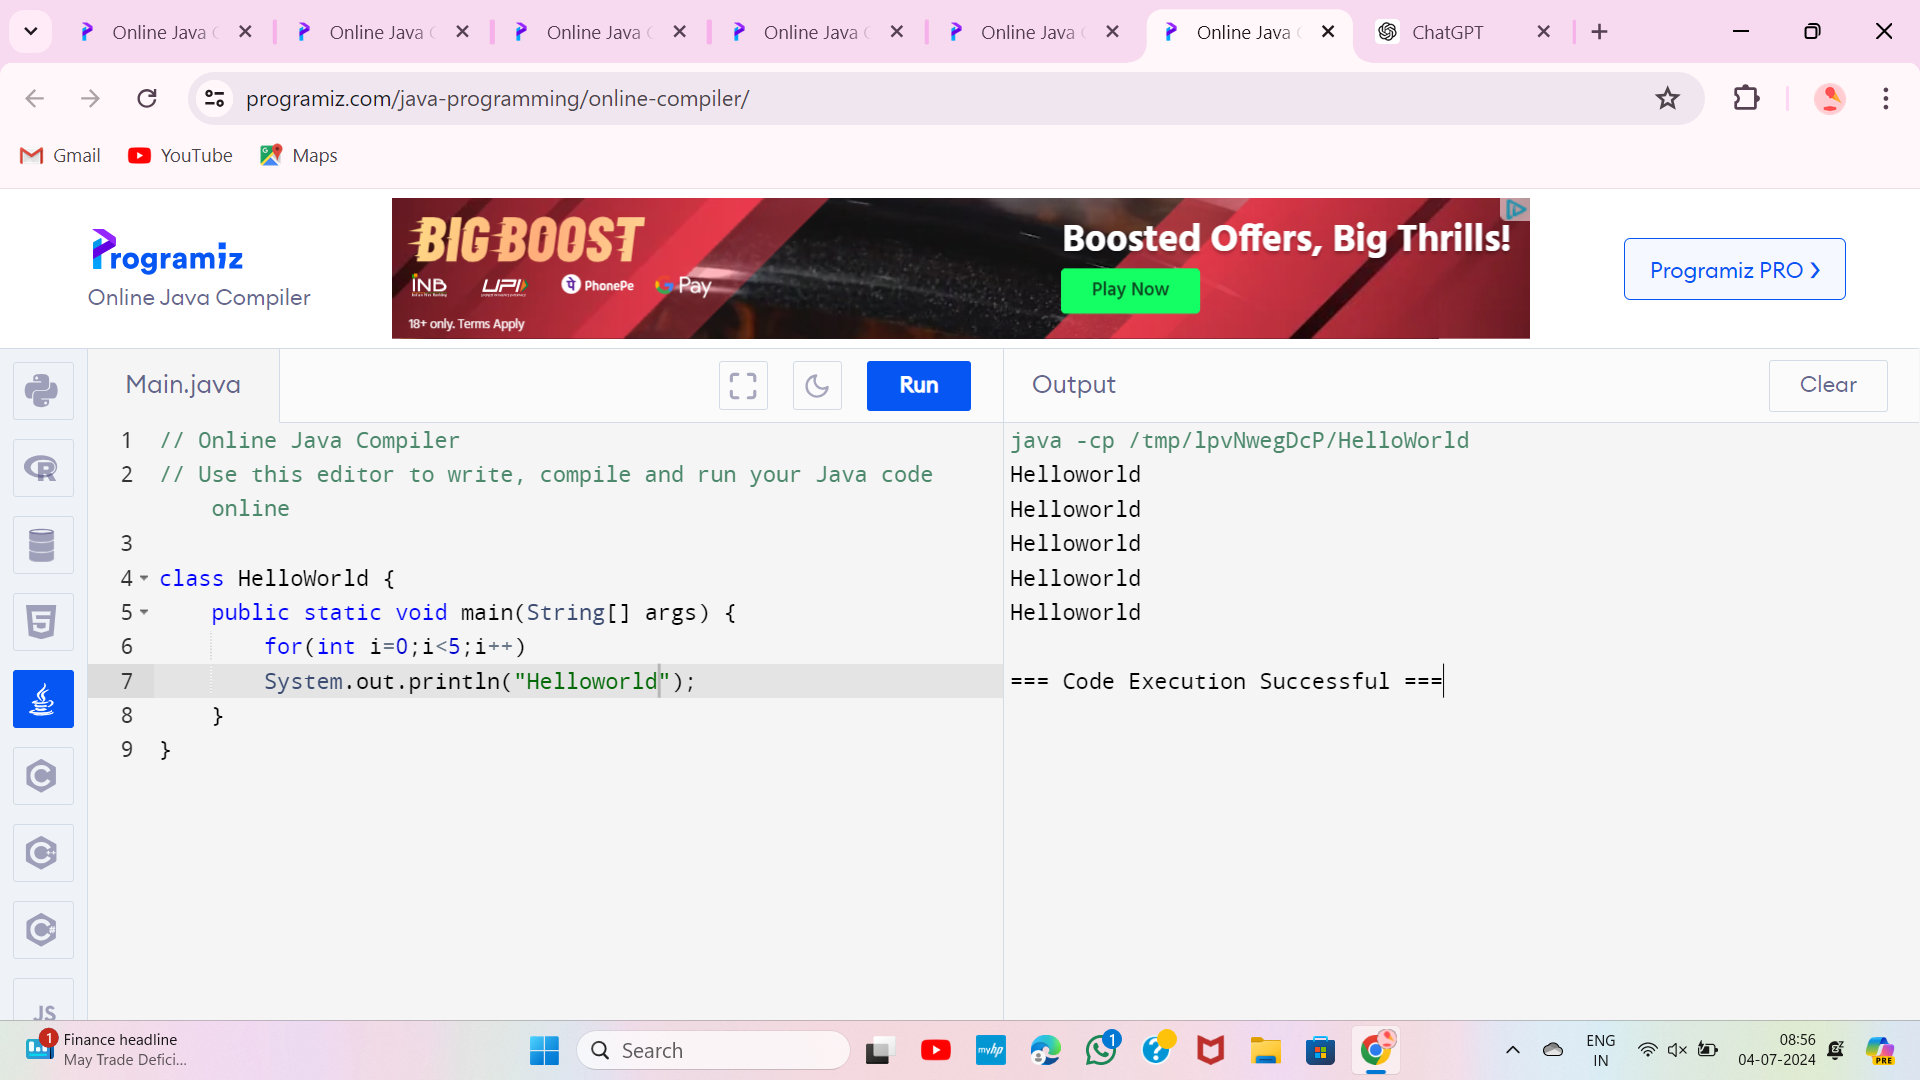 Online Java C
Online Java C
Online Java C
Online Java C
Online Java C
Online Java C
ChatGPT
programiz.com/java-programming/online-compiler/
Gmail
YouTube
Maps
Programiz
Online Java Compiler
BIG BOOST
INB
UPI
PhonePe
G Pay
18+ only. Terms Apply
Boosted Offers, Big Thrills!
Play Now
Programiz PRO ❯
Main.java
Run
Output
Clear
1 // Online Java Compiler
2 // Use this editor to write, compile and run your Java code
online
3
4 class HelloWorld {
5 public static void main(String[] args) {
6 for(int i=0;i<5;i++)
7 System.out.println("Helloworld");
8 }
9 }
java -cp /tmp/lpvNwegDcP/HelloWorld
Helloworld
Helloworld
Helloworld
Helloworld
Helloworld
=== Code Execution Successful ===
R
5
C
C++
C#
JS
1
Finance headline
May Trade Defici...
Search
myhp
1
?
ENG
IN
08:56
04-07-2024
PRE